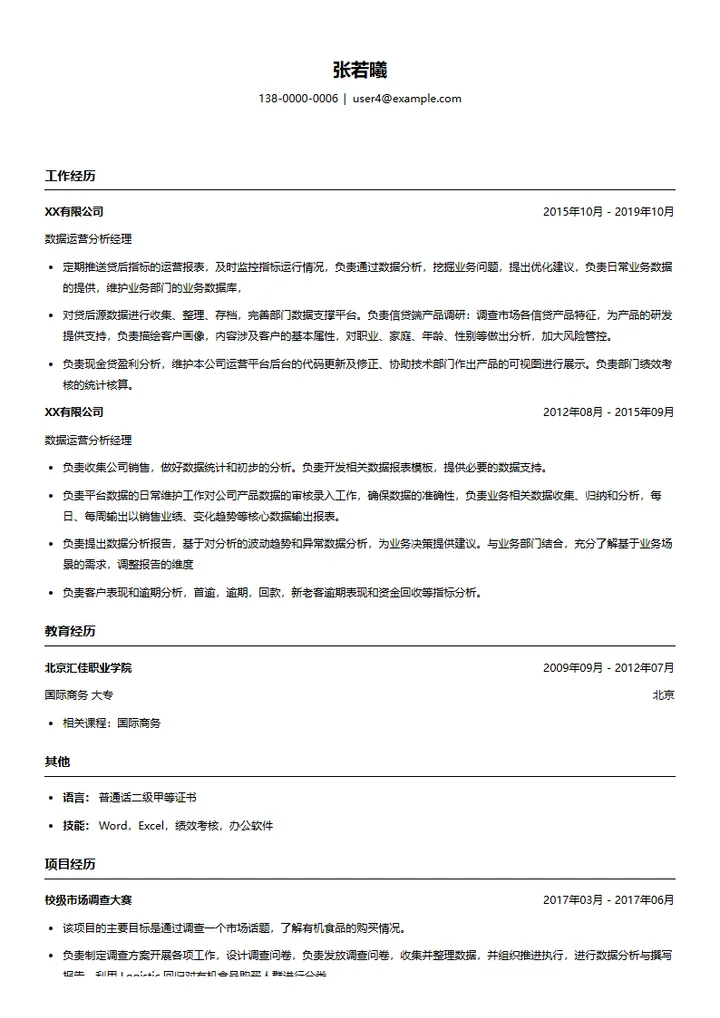 张若曦
138-0000-0006 | user4@example.com
工作经历
XX有限公司 2015年10月 - 2019年10月
数据运营分析经理
• 定期推送贷后指标的运营报表，及时监控指标运行情况，负责通过数据分析，挖掘业务问题，提出优化建议，负责日常业务数据
的提供，维护业务部门的业务数据库，
• 对贷后源数据进行收集、整理、存档，完善部门数据支撑平台。负责信贷端产品调研：调查市场各信贷产品特征，为产品的研发
提供支持，负责描绘客户画像，内容涉及客户的基本属性，对职业、家庭、年龄、性别等做出分析，加大风险管控。
• 负责现金贷盈利分析，维护本公司运营平台后台的代码更新及修正、协助技术部门作出产品的可视图进行展示。负责部门绩效考
核的统计核算。
XX有限公司 2012年08月 - 2015年09月
数据运营分析经理
• 负责收集公司销售，做好数据统计和初步的分析。负责开发相关数据报表模板，提供必要的数据支持。
• 负责平台数据的日常维护工作对公司产品数据的审核录入工作，确保数据的准确性，负责业务相关数据收集、归纳和分析，每
日、每周输出以销售业绩、变化趋势等核心数据输出报表。
• 负责提出数据分析报告，基于对分析的波动趋势和异常数据分析，为业务决策提供建议。与业务部门结合，充分了解基于业务场
景的需求，调整报告的维度
• 负责客户表现和逾期分析，首逾，逾期，回款，新老客逾期表现和资金回收等指标分析。
教育经历
北京汇佳职业学院 2009年09月 - 2012年07月
国际商务 大专 北京
• 相关课程：国际商务
其他
• 语言： 普通话二级甲等证书
• 技能： Word，Excel，绩效考核，办公软件
项目经历
校级市场调查大赛 2017年03月 - 2017年06月
• 该项目的主要目标是通过调查一个市场话题，了解有机食品的购买情况。
• 负责制定调查方案开展各项工作，设计调查问卷，负责发放调查问卷，收集并整理数据，并组织推进执行，进行数据分析与撰写
报告，利用 Logistic 回归对有机食品购买人群进行分类